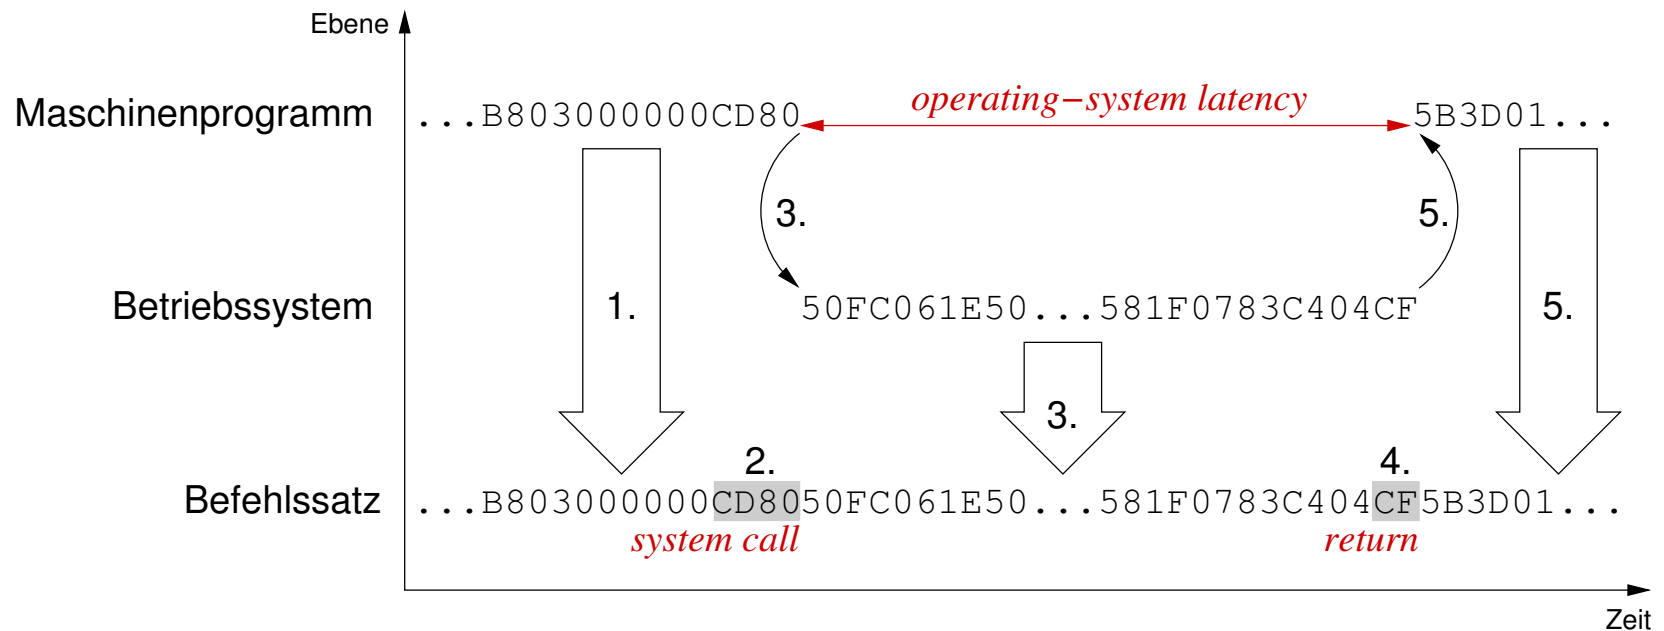 Ebene
Maschinenprogramm ...B803000000CD80 operating−system latency 5B3D01...
3. 5.
Betriebssystem 1. 50FC061E50...581F0783C404CF 5.
3.
2. 4.
Befehlssatz ...B803000000CD8050FC061E50...581F0783C404CF5B3D01...
system call return
Zeit